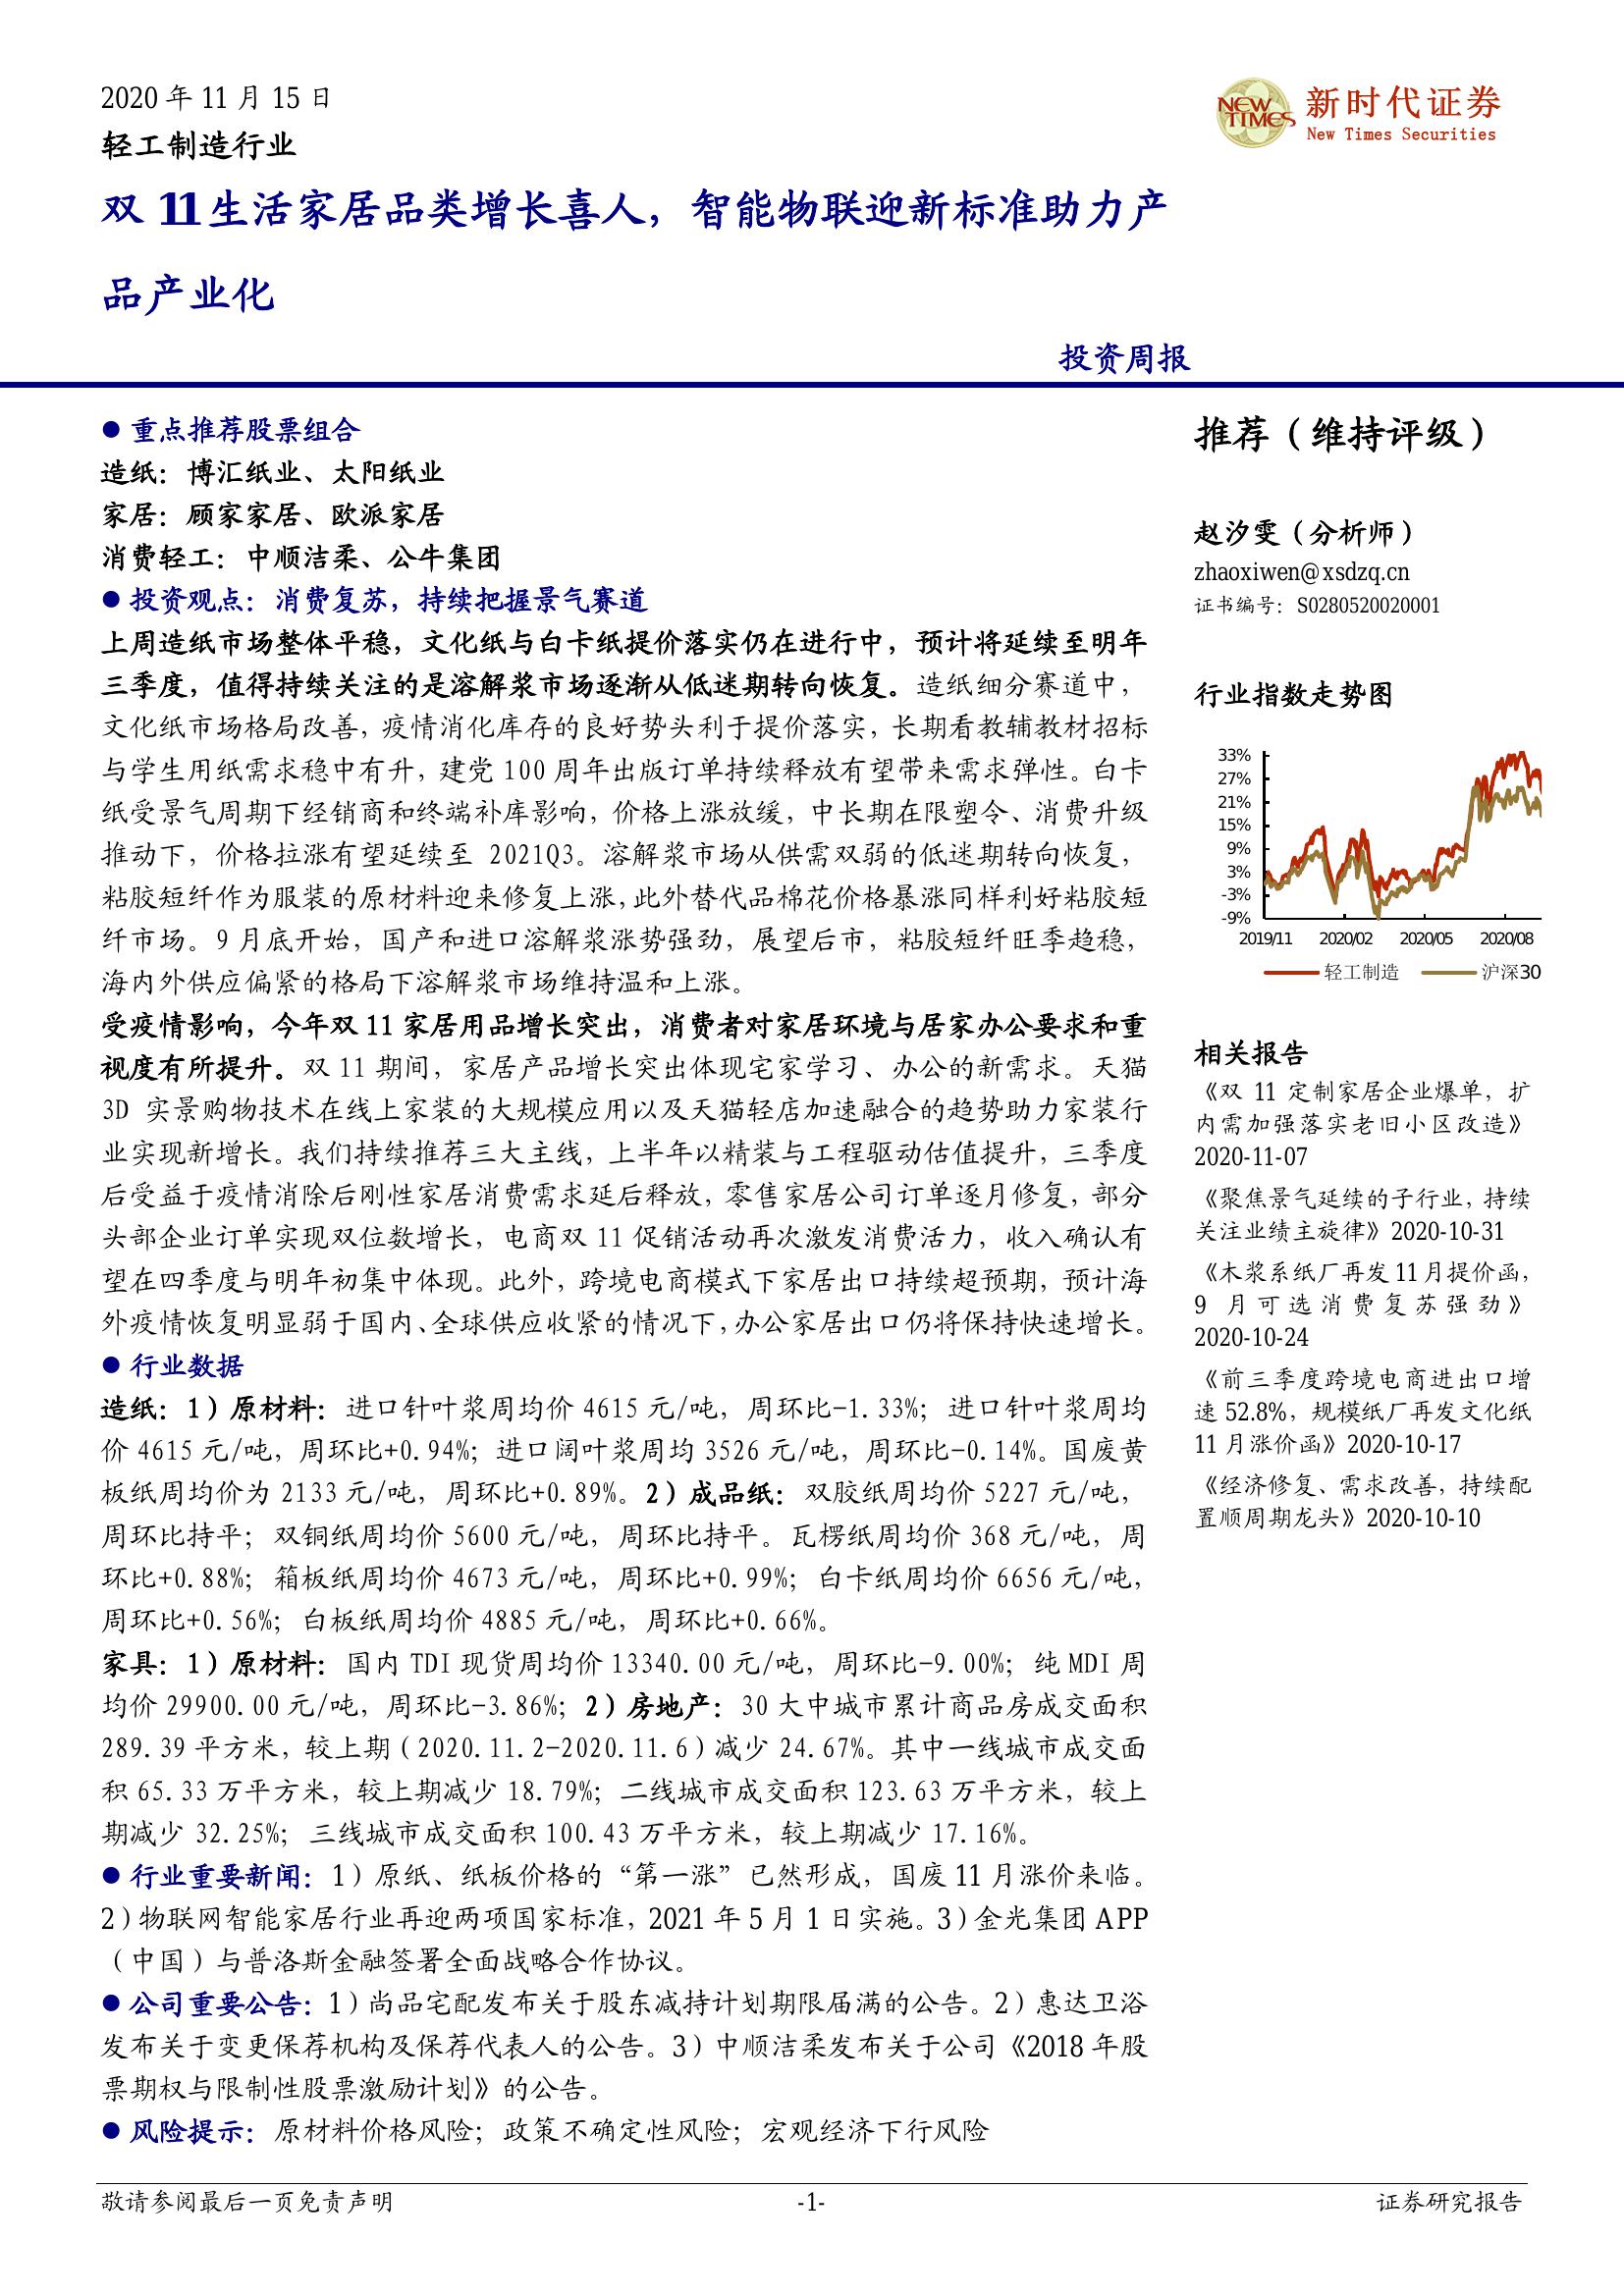 2020 年 11 月 15 日
轻工制造行业
NEW
TIMES
新时代证券
New Times Securities
双 11 生活家居品类增长喜人，智能物联迎新标准助力产
品产业化
投资周报
● 重点推荐股票组合
造纸：博汇纸业、太阳纸业
家居：顾家家居、欧派家居
消费轻工：中顺洁柔、公牛集团
● 投资观点：消费复苏，持续把握景气赛道
上周造纸市场整体平稳，文化纸与白卡纸提价落实仍在进行中，预计将延续至明年
三季度，值得持续关注的是溶解浆市场逐渐从低迷期转向恢复。造纸细分赛道中，
文化纸市场格局改善，疫情消化库存的良好势头利于提价落实，长期看教辅教材招标
与学生用纸需求稳中有升，建党 100 周年出版订单持续释放有望带来需求弹性。白卡
纸受景气周期下经销商和终端补库影响，价格上涨放缓，中长期在限塑令、消费升级
推动下，价格拉涨有望延续至 2021Q3。溶解浆市场从供需双弱的低迷期转向恢复，
粘胶短纤作为服装的原材料迎来修复上涨，此外替代品棉花价格暴涨同样利好粘胶短
纤市场。9 月底开始，国产和进口溶解浆涨势强劲，展望后市，粘胶短纤旺季趋稳，
海内外供应偏紧的格局下溶解浆市场维持温和上涨。
受疫情影响，今年双 11 家居用品增长突出，消费者对家居环境与居家办公要求和重
视度有所提升。双 11 期间，家居产品增长突出体现宅家学习、办公的新需求。天猫
3D 实景购物技术在线上家装的大规模应用以及天猫轻店加速融合的趋势助力家装行
业实现新增长。我们持续推荐三大主线，上半年以精装与工程驱动估值提升，三季度
后受益于疫情消除后刚性家居消费需求延后释放，零售家居公司订单逐月修复，部分
头部企业订单实现双位数增长，电商双 11 促销活动再次激发消费活力，收入确认有
望在四季度与明年初集中体现。此外，跨境电商模式下家居出口持续超预期，预计海
外疫情恢复明显弱于国内、全球供应收紧的情况下，办公家居出口仍将保持快速增长。
● 行业数据
造纸：1）原材料：进口针叶浆周均价 4615 元/吨，周环比-1.33%；进口针叶浆周均
价 4615 元/吨，周环比+0.94%；进口阔叶浆周均 3526 元/吨，周环比-0.14%。国废黄
板纸周均价为 2133 元/吨，周环比+0.89%。2）成品纸：双胶纸周均价 5227 元/吨，
周环比持平；双铜纸周均价 5600 元/吨，周环比持平。瓦楞纸周均价 368 元/吨，周
环比+0.88%；箱板纸周均价 4673 元/吨，周环比+0.99%；白卡纸周均价 6656 元/吨，
周环比+0.56%；白板纸周均价 4885 元/吨，周环比+0.66%。
家具：1）原材料：国内 TDI 现货周均价 13340.00 元/吨，周环比-9.00%；纯 MDI 周
均价 29900.00 元/吨，周环比-3.86%；2）房地产：30 大中城市累计商品房成交面积
289.39 平方米，较上期（2020.11.2-2020.11.6）减少 24.67%。其中一线城市成交面
积 65.33 万平方米，较上期减少 18.79%；二线城市成交面积 123.63 万平方米，较上
期减少 32.25%；三线城市成交面积 100.43 万平方米，较上期减少 17.16%。
● 行业重要新闻：1）原纸、纸板价格的“第一涨”已然形成，国废 11 月涨价来临。
2）物联网智能家居行业再迎两项国家标准，2021 年 5 月 1 日实施。3）金光集团 APP
（中国）与普洛斯金融签署全面战略合作协议。
● 公司重要公告：1）尚品宅配发布关于股东减持计划期限届满的公告。2）惠达卫浴
发布关于变更保荐机构及保荐代表人的公告。3）中顺洁柔发布关于公司《2018 年股
票期权与限制性股票激励计划》的公告。
● 风险提示：原材料价格风险；政策不确定性风险；宏观经济下行风险
推荐（维持评级）
赵汐雯（分析师）
zhaoxiwen@xsdzq.cn
证书编号：S0280520020001
行业指数走势图
33%
27%
21%
15%
9%
3%
-3%
-9%
2019/11 2020/02 2020/05 2020/08
轻工制造 沪深30
相关报告
《双 11 定制家居企业爆单，扩
内需加强落实老旧小区改造》
2020-11-07
《聚焦景气延续的子行业，持续
关注业绩主旋律》2020-10-31
《木浆系纸厂再发 11 月提价函，
9 月可选消费复苏强劲》
2020-10-24
《前三季度跨境电商进出口增
速 52.8%，规模纸厂再发文化纸
11 月涨价函》2020-10-17
《经济修复、需求改善，持续配
置顺周期龙头》2020-10-10
敬请参阅最后一页免责声明
-1-
证券研究报告